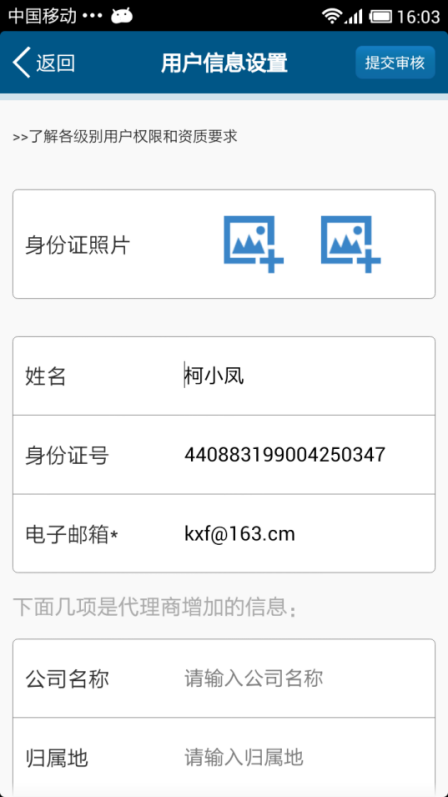 中国移动 ••• 16:03
返回 用户信息设置 提交审核
>>了解各级别用户权限和资质要求
身份证照片
姓名 柯小凤
身份证号 440883199004250347
电子邮箱* kxf@163.cm
下面几项是代理商增加的信息：
公司名称 请输入公司名称
归属地 请输入归属地